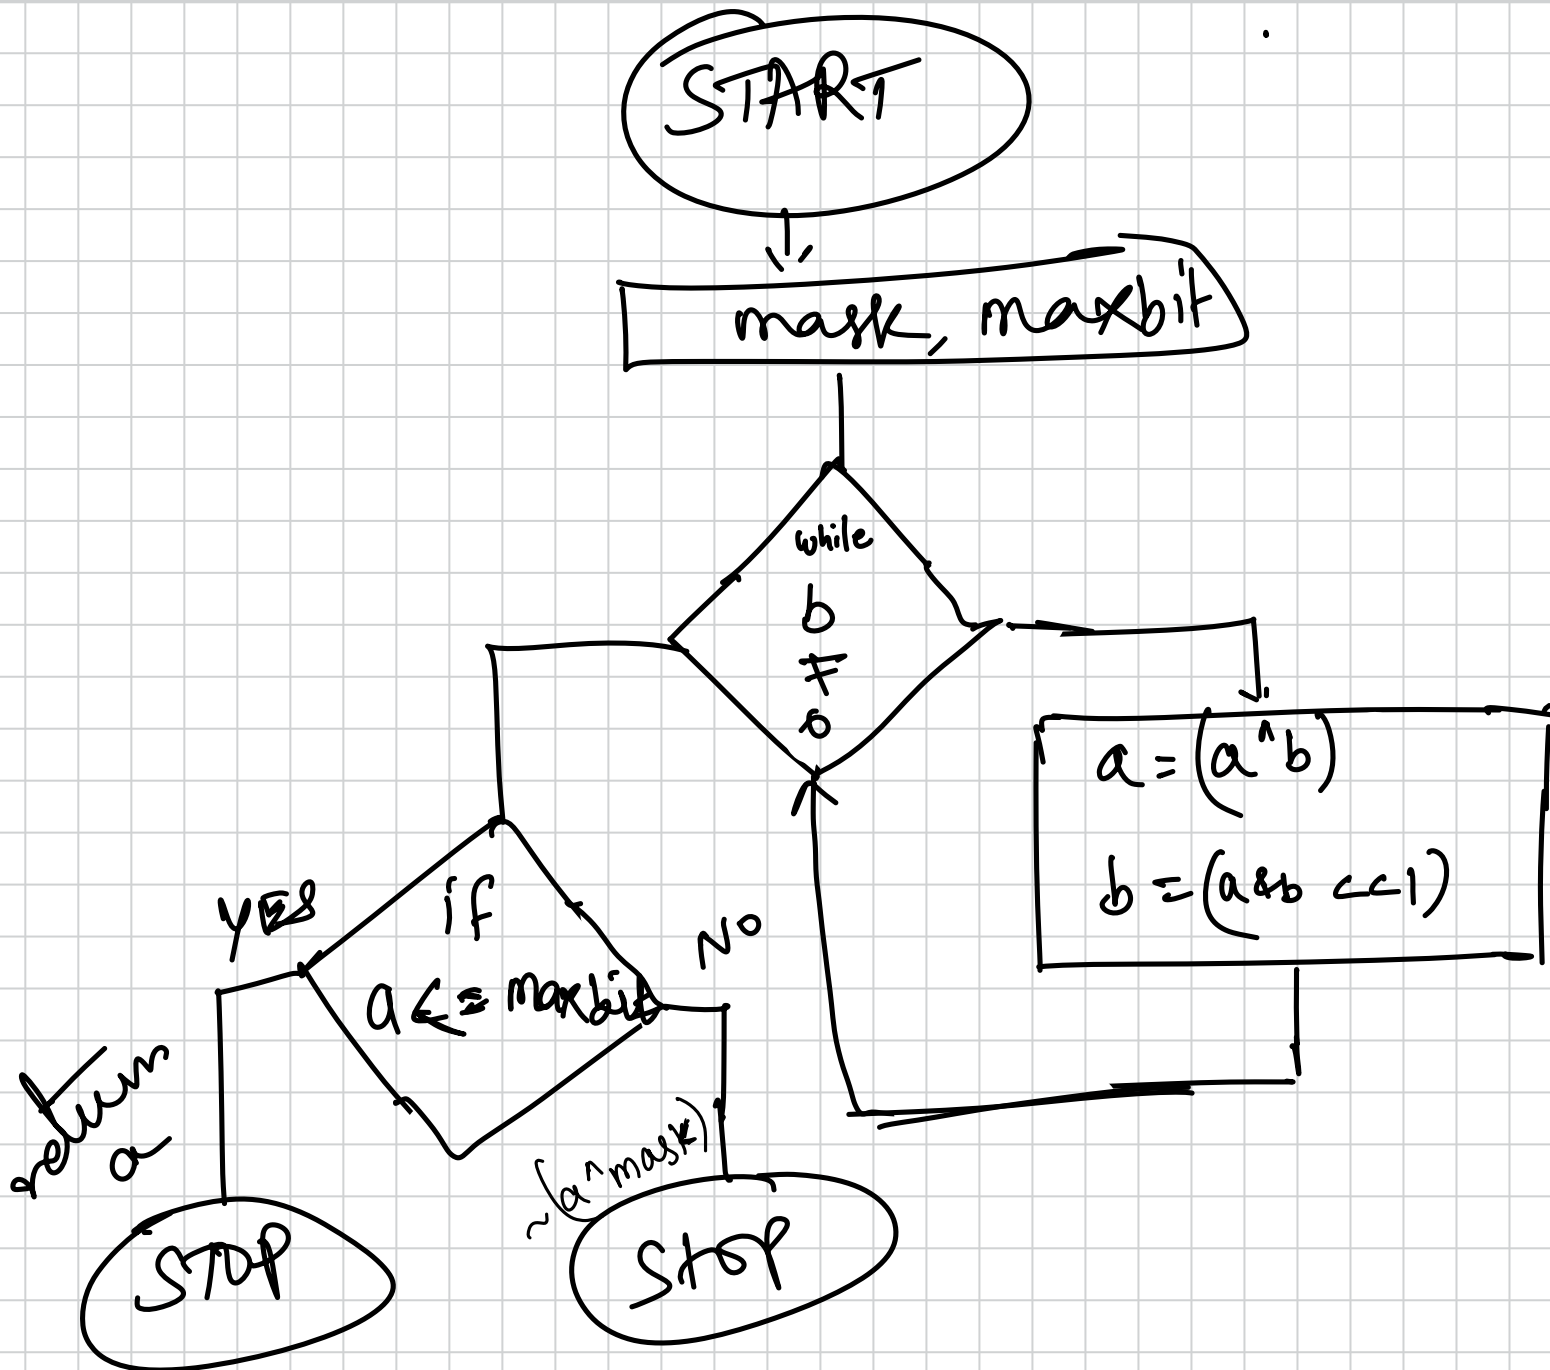 START
mask, maxbit
while
b
≠
0
a = (a^b)
b = (a&b <<1)
YES
if
a <= maxbit
NO
return
a
~(a^mask)
STOP
STOP